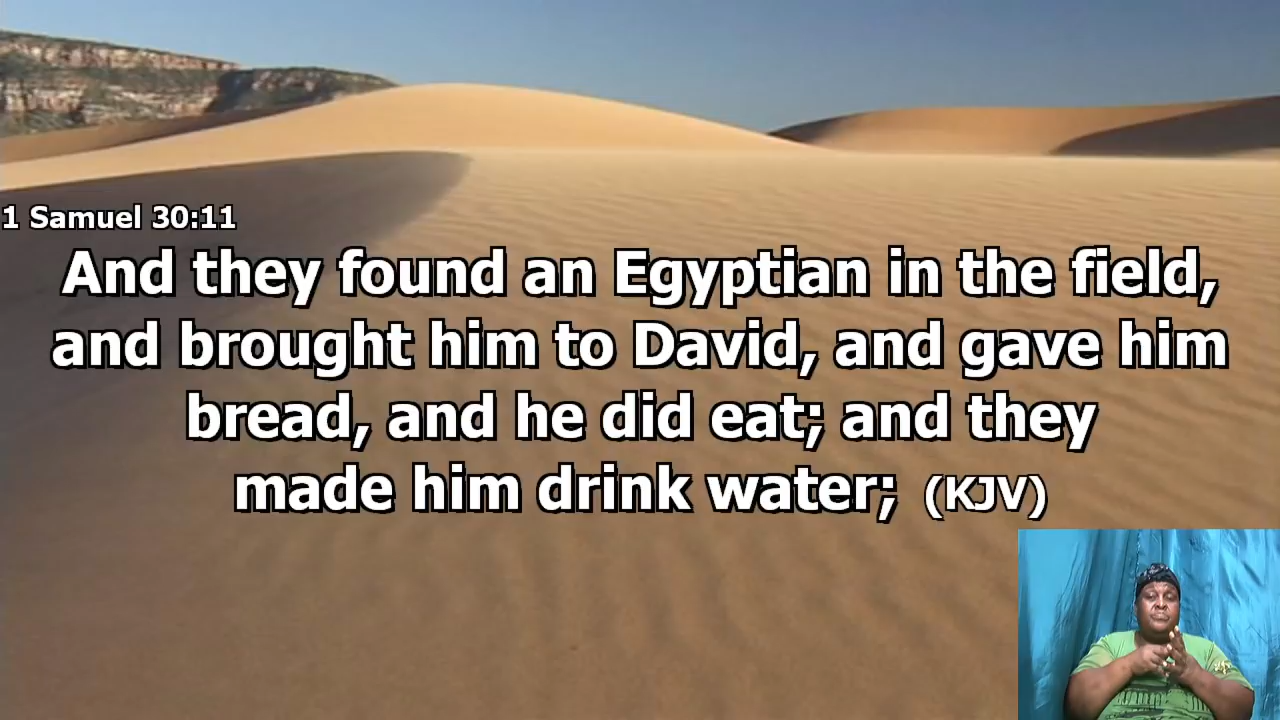 1 Samuel 30:11
And they found an Egyptian in the field,
and brought him to David, and gave him
bread, and he did eat; and they
made him drink water; (KJV)